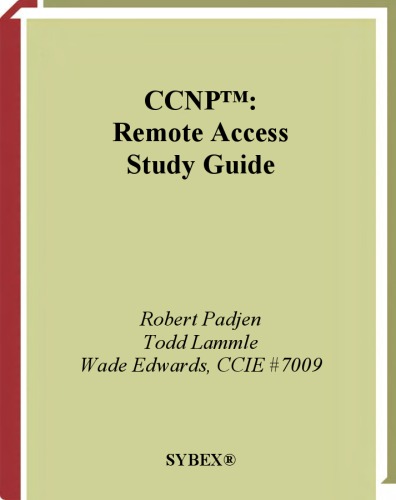 CCNP™:
Remote Access
Study Guide
Robert Padjen
Todd Lammle
Wade Edwards, CCIE #7009
SYBEX®